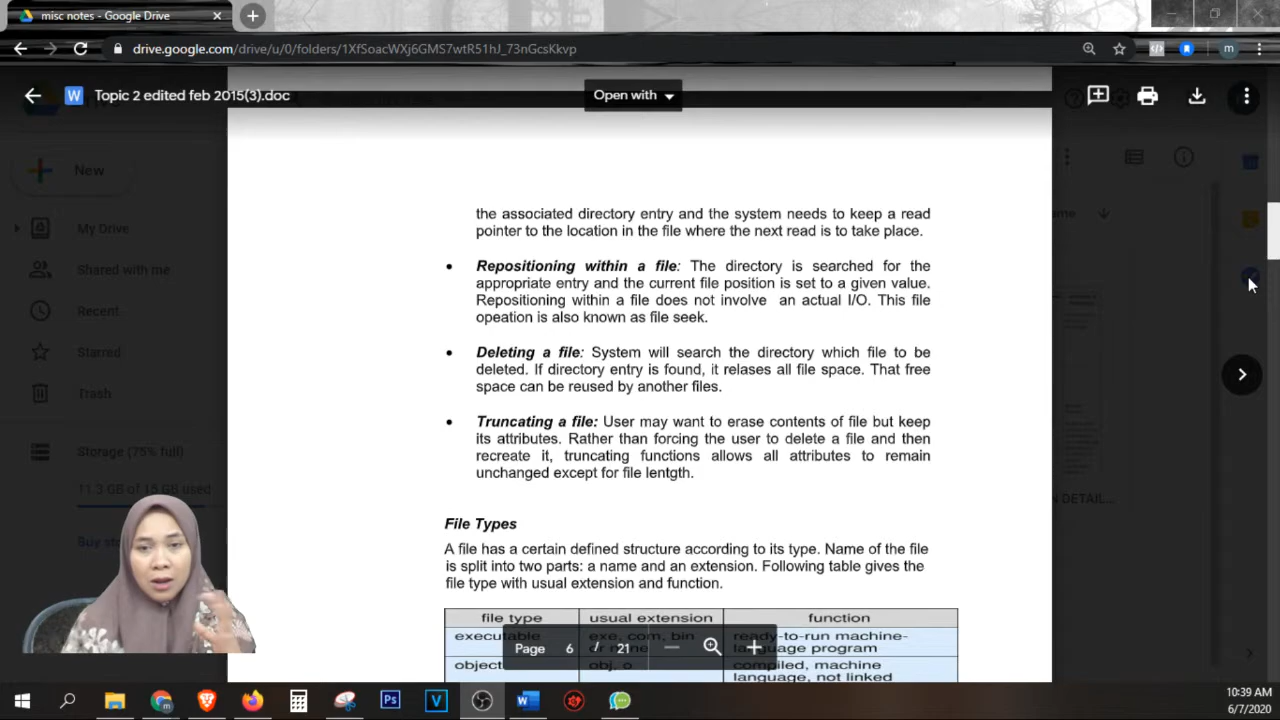 misc notes - Google Drive
drive.google.com/drive/u/0/folders/1XfSoacWXj6GMS7wtR51hJ_73nGcsKkvp
m
W
Topic 2 edited feb 2015(3).doc
Open with
New
My Drive
Shared with me
Recent
Starred
Trash
Storage (75% full)
11.3 GB of 15 GB used
Buy
the associated directory entry and the system needs to keep a read
pointer to the location in the file where the next read is to take place.
• Repositioning within a file: The directory is searched for the
appropriate entry and the current file position is set to a given value.
Repositioning within a file does not involve an actual I/O. This file
opeation is also known as file seek.
• Deleting a file: System will search the directory which file to be
deleted. If directory entry is found, it relases all file space. That free
space can be reused by another files.
• Truncating a file: User may want to erase contents of file but keep
its attributes. Rather than forcing the user to delete a file and then
recreate it, truncating functions allows all attributes to remain
unchanged except for file lentgth.
File Types
A file has a certain defined structure according to its type. Name of the file
is split into two parts: a name and an extension. Following table gives the
file type with usual extension and function.
file type usual extension function
executable exe, com, bin ready-to-run machine-
or none language program
object obj, o compiled, machine
language, not linked
Page 6 / 21
N DETAIL...
Ps
V
W
10:39 AM
6/7/2020